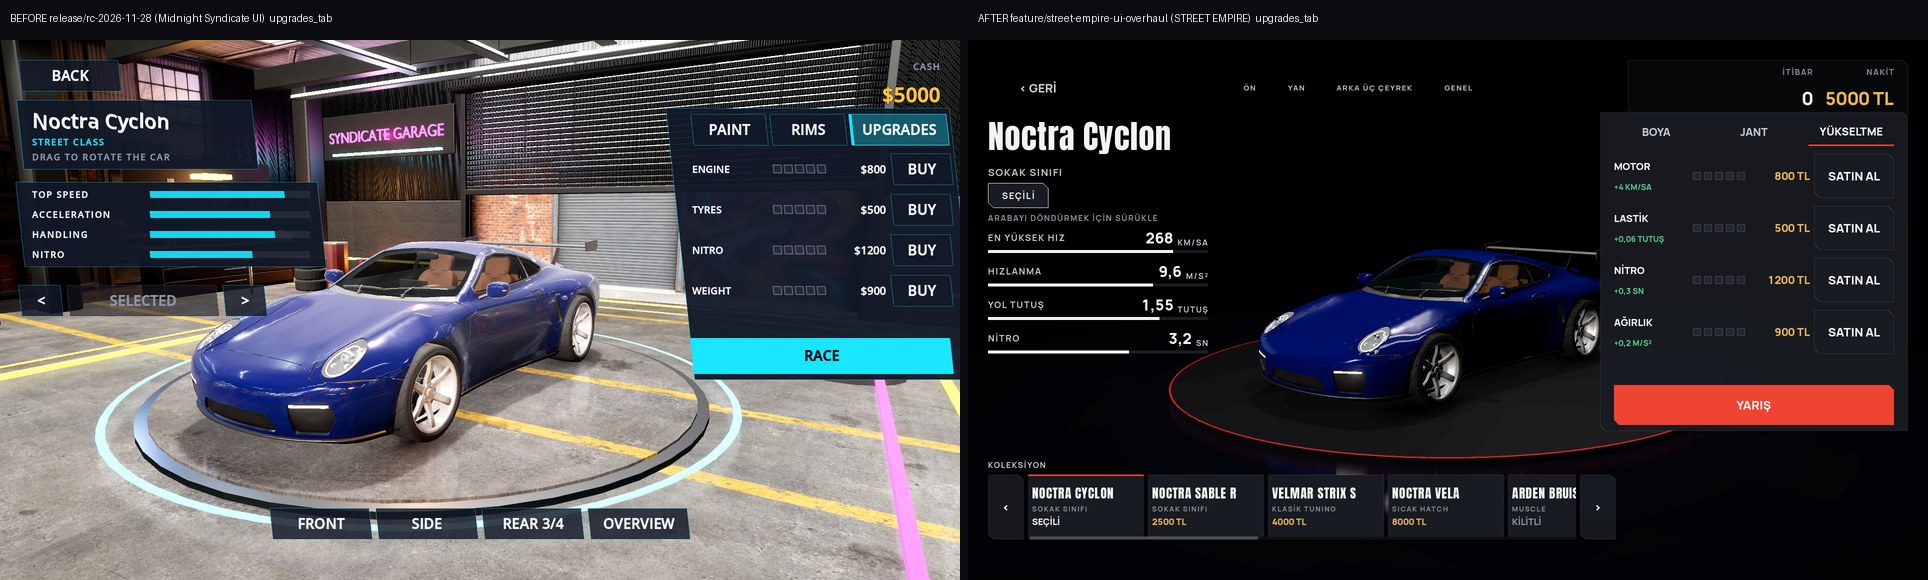 BEFORE release/rc-2026-11-28 (Midnight Syndicate UI) upgrades_tab
BACK
CASH
$5000
Noctra Cyclon
STREET CLASS
DRAG TO ROTATE THE CAR
SYNDICATE GARAGE
PAINT RIMS UPGRADES
TOP SPEED
ACCELERATION
HANDLING
NITRO
ENGINE $800 BUY
TYRES $500 BUY
NITRO $1200 BUY
WEIGHT $900 BUY
< SELECTED >
RACE
FRONT SIDE REAR 3/4 OVERVIEW
AFTER feature/street-empire-ui-overhaul (STREET EMPIRE) upgrades_tab
‹ GERİ
ÖN YAN ARKA ÜÇ ÇEYREK GENEL
İTİBAR NAKİT
0 5000 TL
Noctra Cyclon
SOKAK SINIFI
SEÇİLİ
ARABAYI DÖNDÜRMEK İÇİN SÜRÜKLE
EN YÜKSEK HIZ 268 KM/SA
HIZLANMA 9,6 M/S²
YOL TUTUŞ 1,55 TUTUŞ
NİTRO 3,2 SN
BOYA JANT YÜKSELTME
MOTOR 800 TL SATIN AL
+4 KM/SA
LASTİK 500 TL SATIN AL
+0,06 TUTUŞ
NİTRO 1200 TL SATIN AL
+0,3 SN
AĞIRLIK 900 TL SATIN AL
+0,2 M/S²
YARIŞ
KOLEKSİYON
‹ ›
NOCTRA CYCLON
SOKAK SINIFI
SEÇİLİ
NOCTRA SABLE R
SOKAK SINIFI
2500 TL
VELMAR STRIX S
KLASİK TUNING
4000 TL
NOCTRA VELA
SICAK HATCH
8000 TL
ARDEN BRUIS
MUSCLE
KİLİTLİ